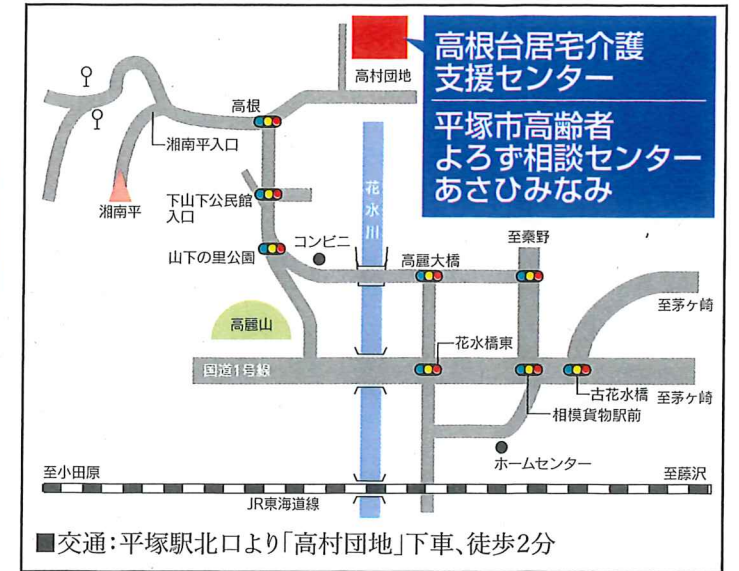 高根台居宅介護
支援センター
平塚市高齢者
よろず相談センター
あさひみなみ
高村団地
高根
湘南平入口
湘南平
下山下公民館
入口
花水川
山下の里公園
コンビニ
高麗大橋
至秦野
高麗山
至茅ヶ崎
花水橋東
国道1号線
古花水橋
至茅ヶ崎
相模貨物駅前
ホームセンター
至小田原
至藤沢
JR東海道線
■交通：平塚駅北口より「高村団地」下車、徒歩2分